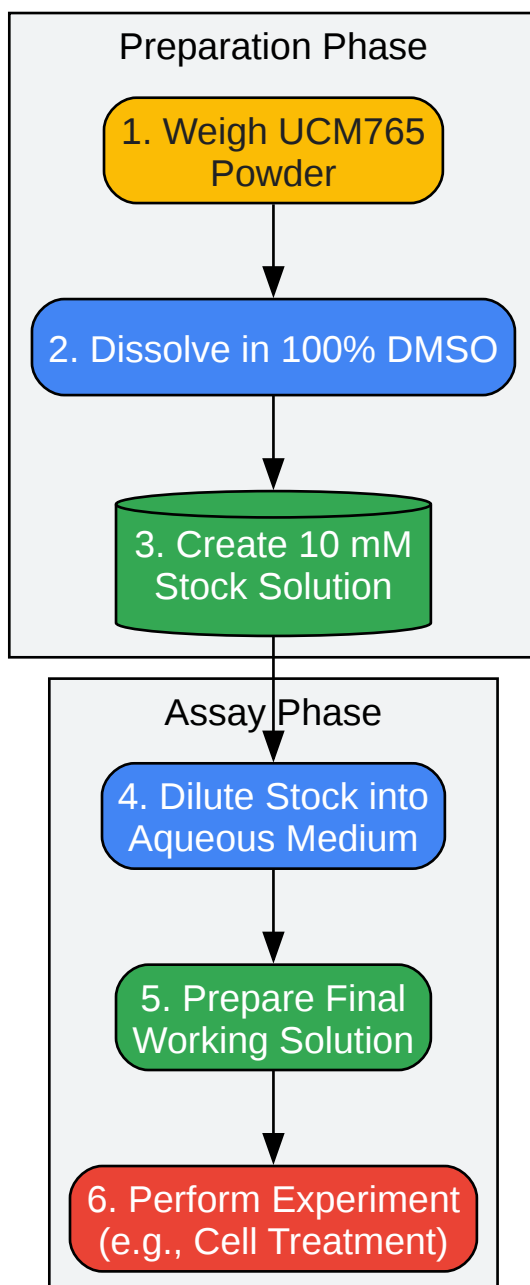 Preparation Phase
1. Weigh UCM765
Powder
2. Dissolve in 100% DMSO
3. Create 10 mM
Stock Solution
Assay Phase
4. Dilute Stock into
Aqueous Medium
5. Prepare Final
Working Solution
6. Perform Experiment
(e.g., Cell Treatment)